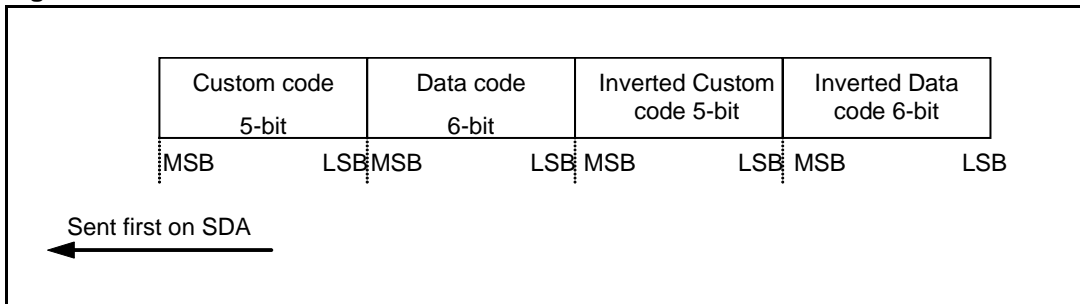 Custom code
5-bit
Data code
6-bit
Inverted Custom
code 5-bit
Inverted Data
code 6-bit
MSB LSB MSB LSB MSB LSB MSB LSB
Sent first on SDA